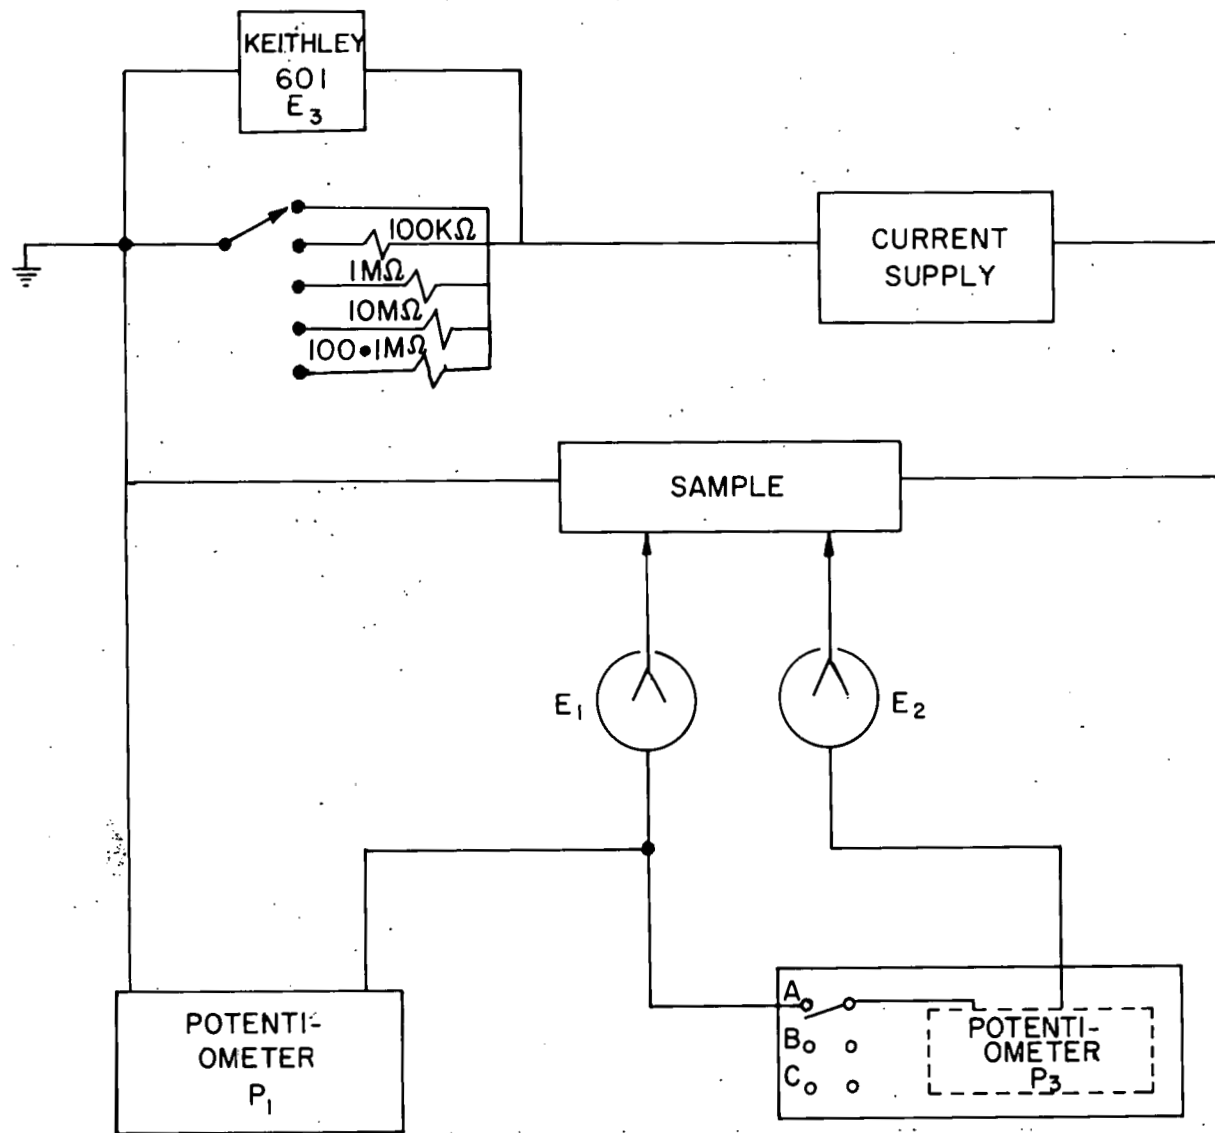 KEITHLEY
601
E3
100KΩ
1MΩ
10MΩ
100•1MΩ
CURRENT
SUPPLY
SAMPLE
E1
E2
POTENTI-
OMETER
P1
A
B
C
POTENTI-
OMETER
P3